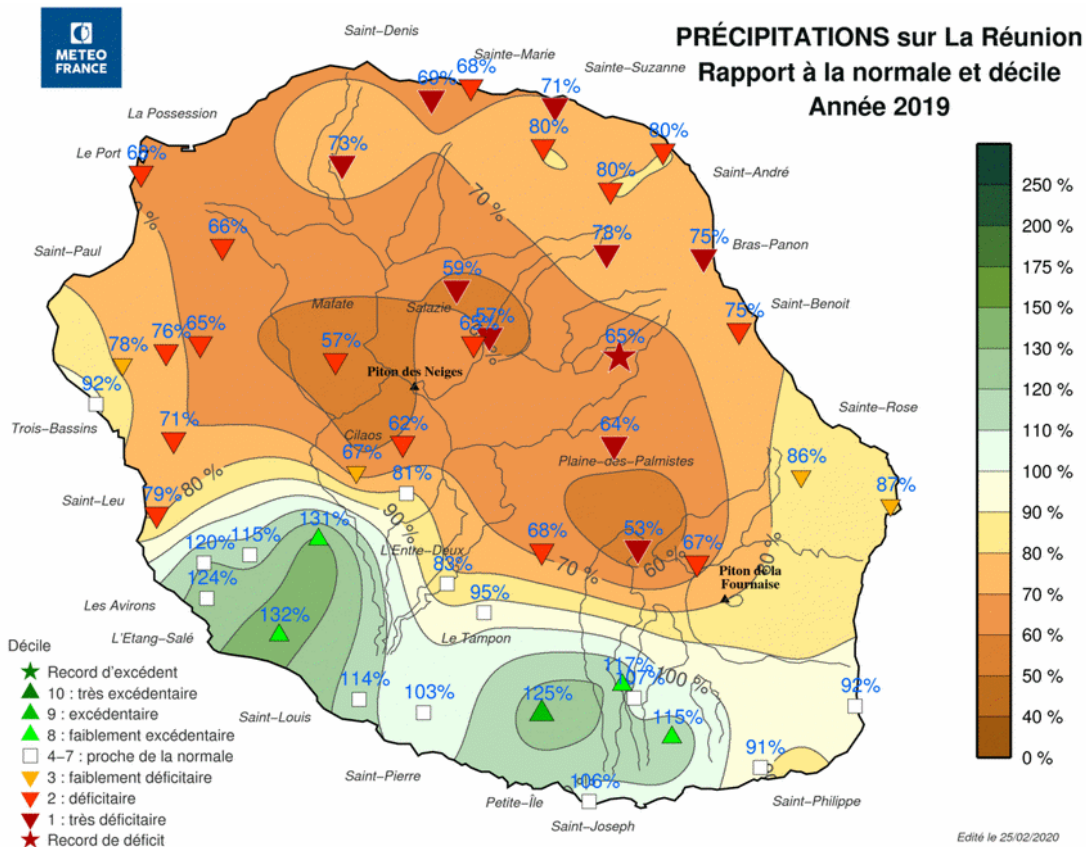 METEO
FRANCE
PRÉCIPITATIONS sur La Réunion
Rapport à la normale et décile
Année 2019
Saint-Denis
Sainte-Marie
68%
Sainte-Suzanne
69%
71%
La Possession
80%
80%
Le Port
73%
Saint-André
80%
70 %
66%
73%
75%
Bras-Panon
Saint-Paul
59%
Mafate
Salazie
57%
Saint-Benoit
75%
78%
76%
65%
57%
65%
Piton des Neiges
92%
Trois-Bassins
71%
62%
Cilaos
67%
64%
Plaine-des-Palmistes
Sainte-Rose
81%
86%
87%
Saint-Leu
79%
80 %
90 %
131%
115%
120%
L'Entre-Deux
68%
53%
67%
70 %
60%
83%
Piton de la
Fournaise
124%
95%
Les Avirons
132%
L'Etang-Salé
Le Tampon
117%
107%
100 %
114%
103%
125%
115%
92%
Saint-Louis
91%
Saint-Pierre
106%
Petite-Île
Saint-Joseph
Saint-Philippe
250 %
200 %
175 %
150 %
130 %
120 %
110 %
100 %
90 %
80 %
70 %
60 %
50 %
40 %
0 %
Décile
Record d'excédent
10 : très excédentaire
9 : excédentaire
8 : faiblement excédentaire
4-7 : proche de la normale
3 : faiblement déficitaire
2 : déficitaire
1 : très déficitaire
Record de déficit
Edité le 25/02/2020